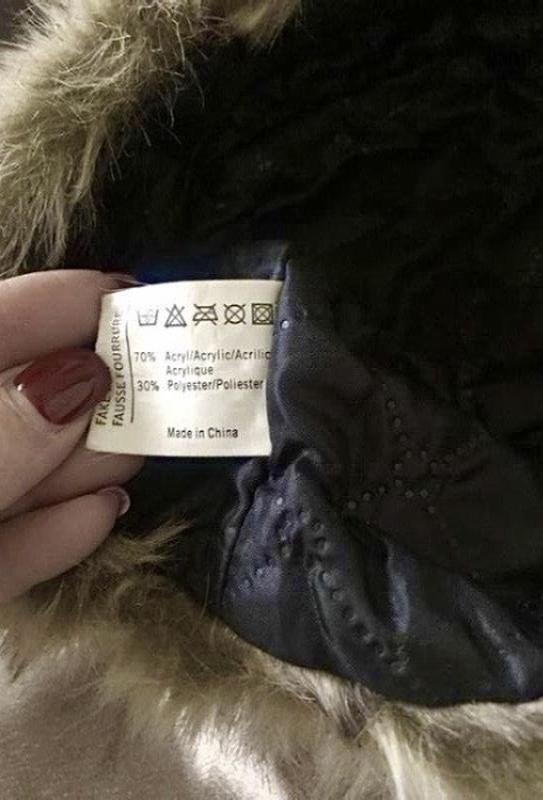 70% Acryl/Acrylic/Acrilic
Acrylique
30% Polyester/Poliester
Made in China
FAUSSE FOURRURE